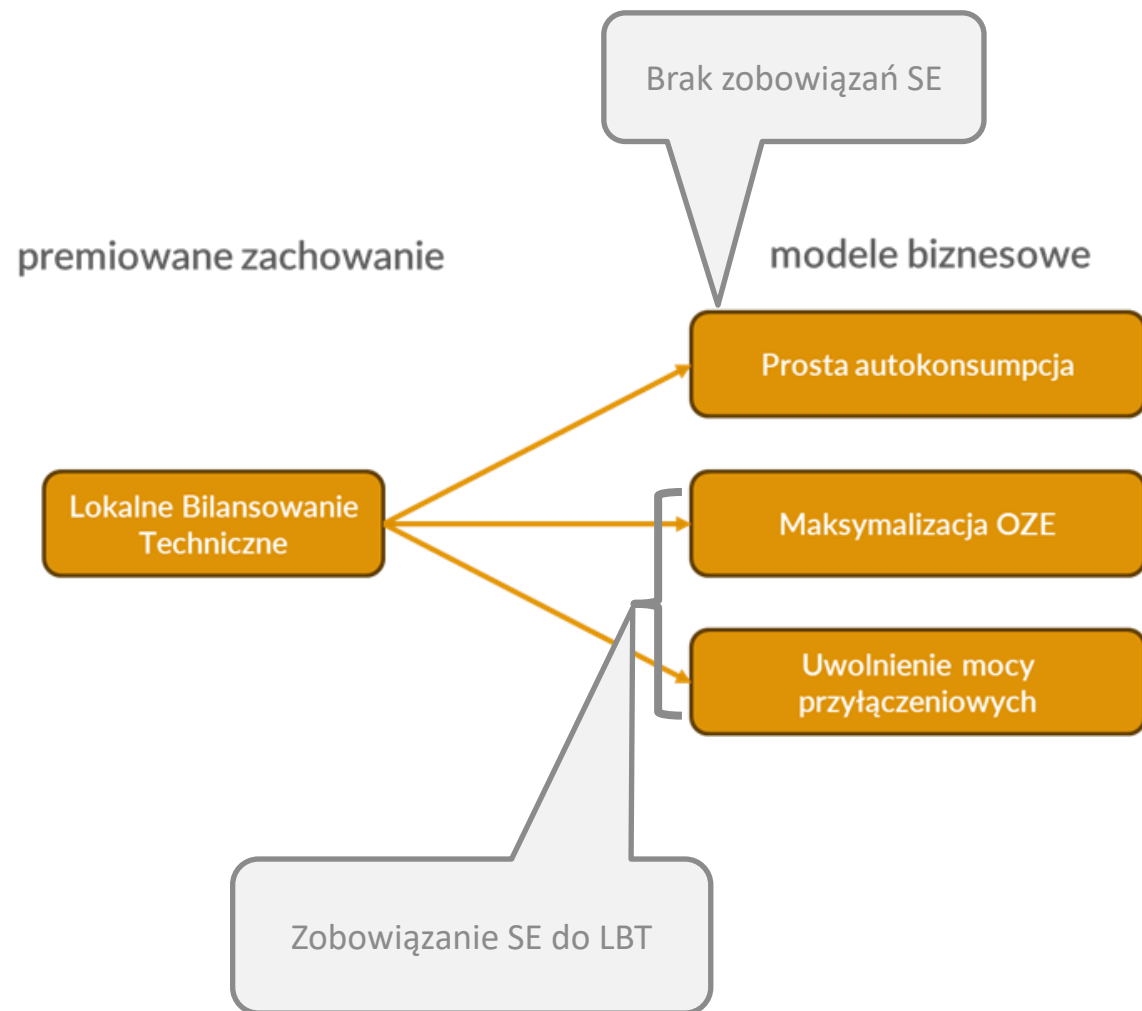 Brak zobowiązań SE
premiowane zachowanie
modele biznesowe
Prosta autokonsumpcja
Lokalne Bilansowanie
Techniczne
Maksymalizacja OZE
Uwolnienie mocy
przyłączeniowych
Zobowiązanie SE do LBT